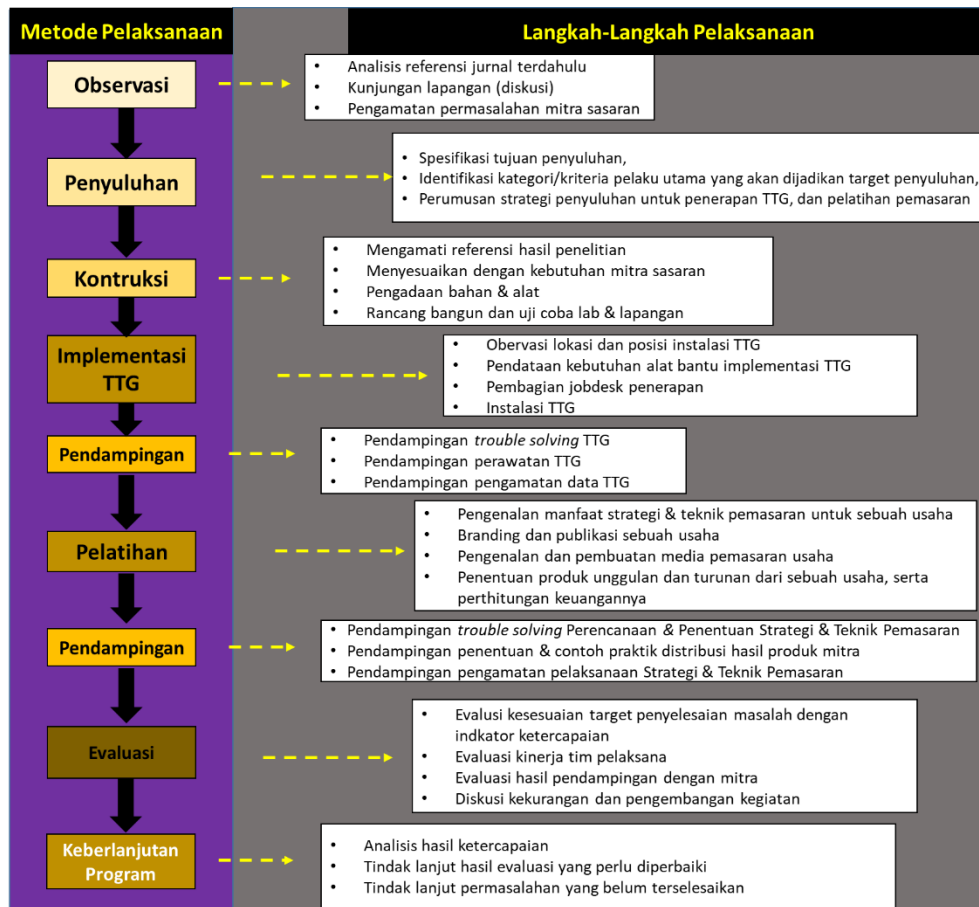 Metode Pelaksanaan
Langkah-Langkah Pelaksanaan
Observasi
• Analisis referensi jurnal terdahulu
• Kunjungan lapangan (diskusi)
• Pengamatan permasalahan mitra sasaran
Penyuluhan
• Spesifikasi tujuan penyuluhan,
• Identifikasi kategori/kriteria pelaku utama yang akan dijadikan target penyuluhan,
• Perumusan strategi penyuluhan untuk penerapan TTG, dan pelatihan pemasaran
Kontruksi
• Mengamati referensi hasil penelitian
• Menyesuaikan dengan kebutuhan mitra sasaran
• Pengadaan bahan & alat
• Rancang bangun dan uji coba lab & lapangan
Implementasi
TTG
• Obervasi lokasi dan posisi instalasi TTG
• Pendataan kebutuhan alat bantu implementasi TTG
• Pembagian jobdesk penerapan
• Instalasi TTG
Pendampingan
• Pendampingan trouble solving TTG
• Pendampingan perawatan TTG
• Pendampingan pengamatan data TTG
Pelatihan
• Pengenalan manfaat strategi & teknik pemasaran untuk sebuah usaha
• Branding dan publikasi sebuah usaha
• Pengenalan dan pembuatan media pemasaran usaha
• Penentuan produk unggulan dan turunan dari sebuah usaha, serta
perthitungan keuangannya
Pendampingan
• Pendampingan trouble solving Perencanaan & Penentuan Strategi & Teknik Pemasaran
• Pendampingan penentuan & contoh praktik distribusi hasil produk mitra
• Pendampingan pengamatan pelaksanaan Strategi & Teknik Pemasaran
Evaluasi
• Evalusi kesesuaian target penyelesaian masalah dengan
indkator ketercapaian
• Evaluasi kinerja tim pelaksana
• Evaluasi hasil pendampingan dengan mitra
• Diskusi kekurangan dan pengembangan kegiatan
Keberlanjutan
Program
• Analisis hasil ketercapaian
• Tindak lanjut hasil evaluasi yang perlu diperbaiki
• Tindak lanjut permasalahan yang belum terselesaikan